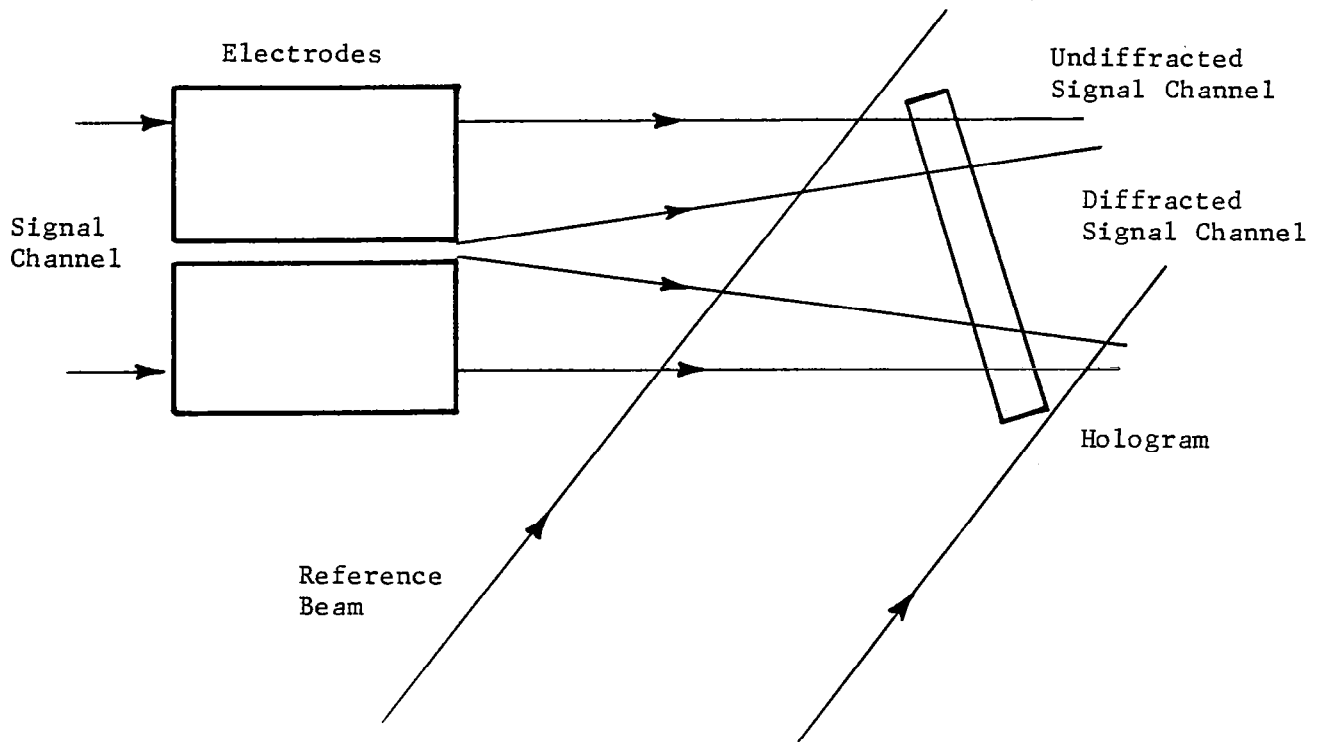 Electrodes
Undiffracted
Signal Channel
Signal
Channel
Diffracted
Signal Channel
Hologram
Reference
Beam